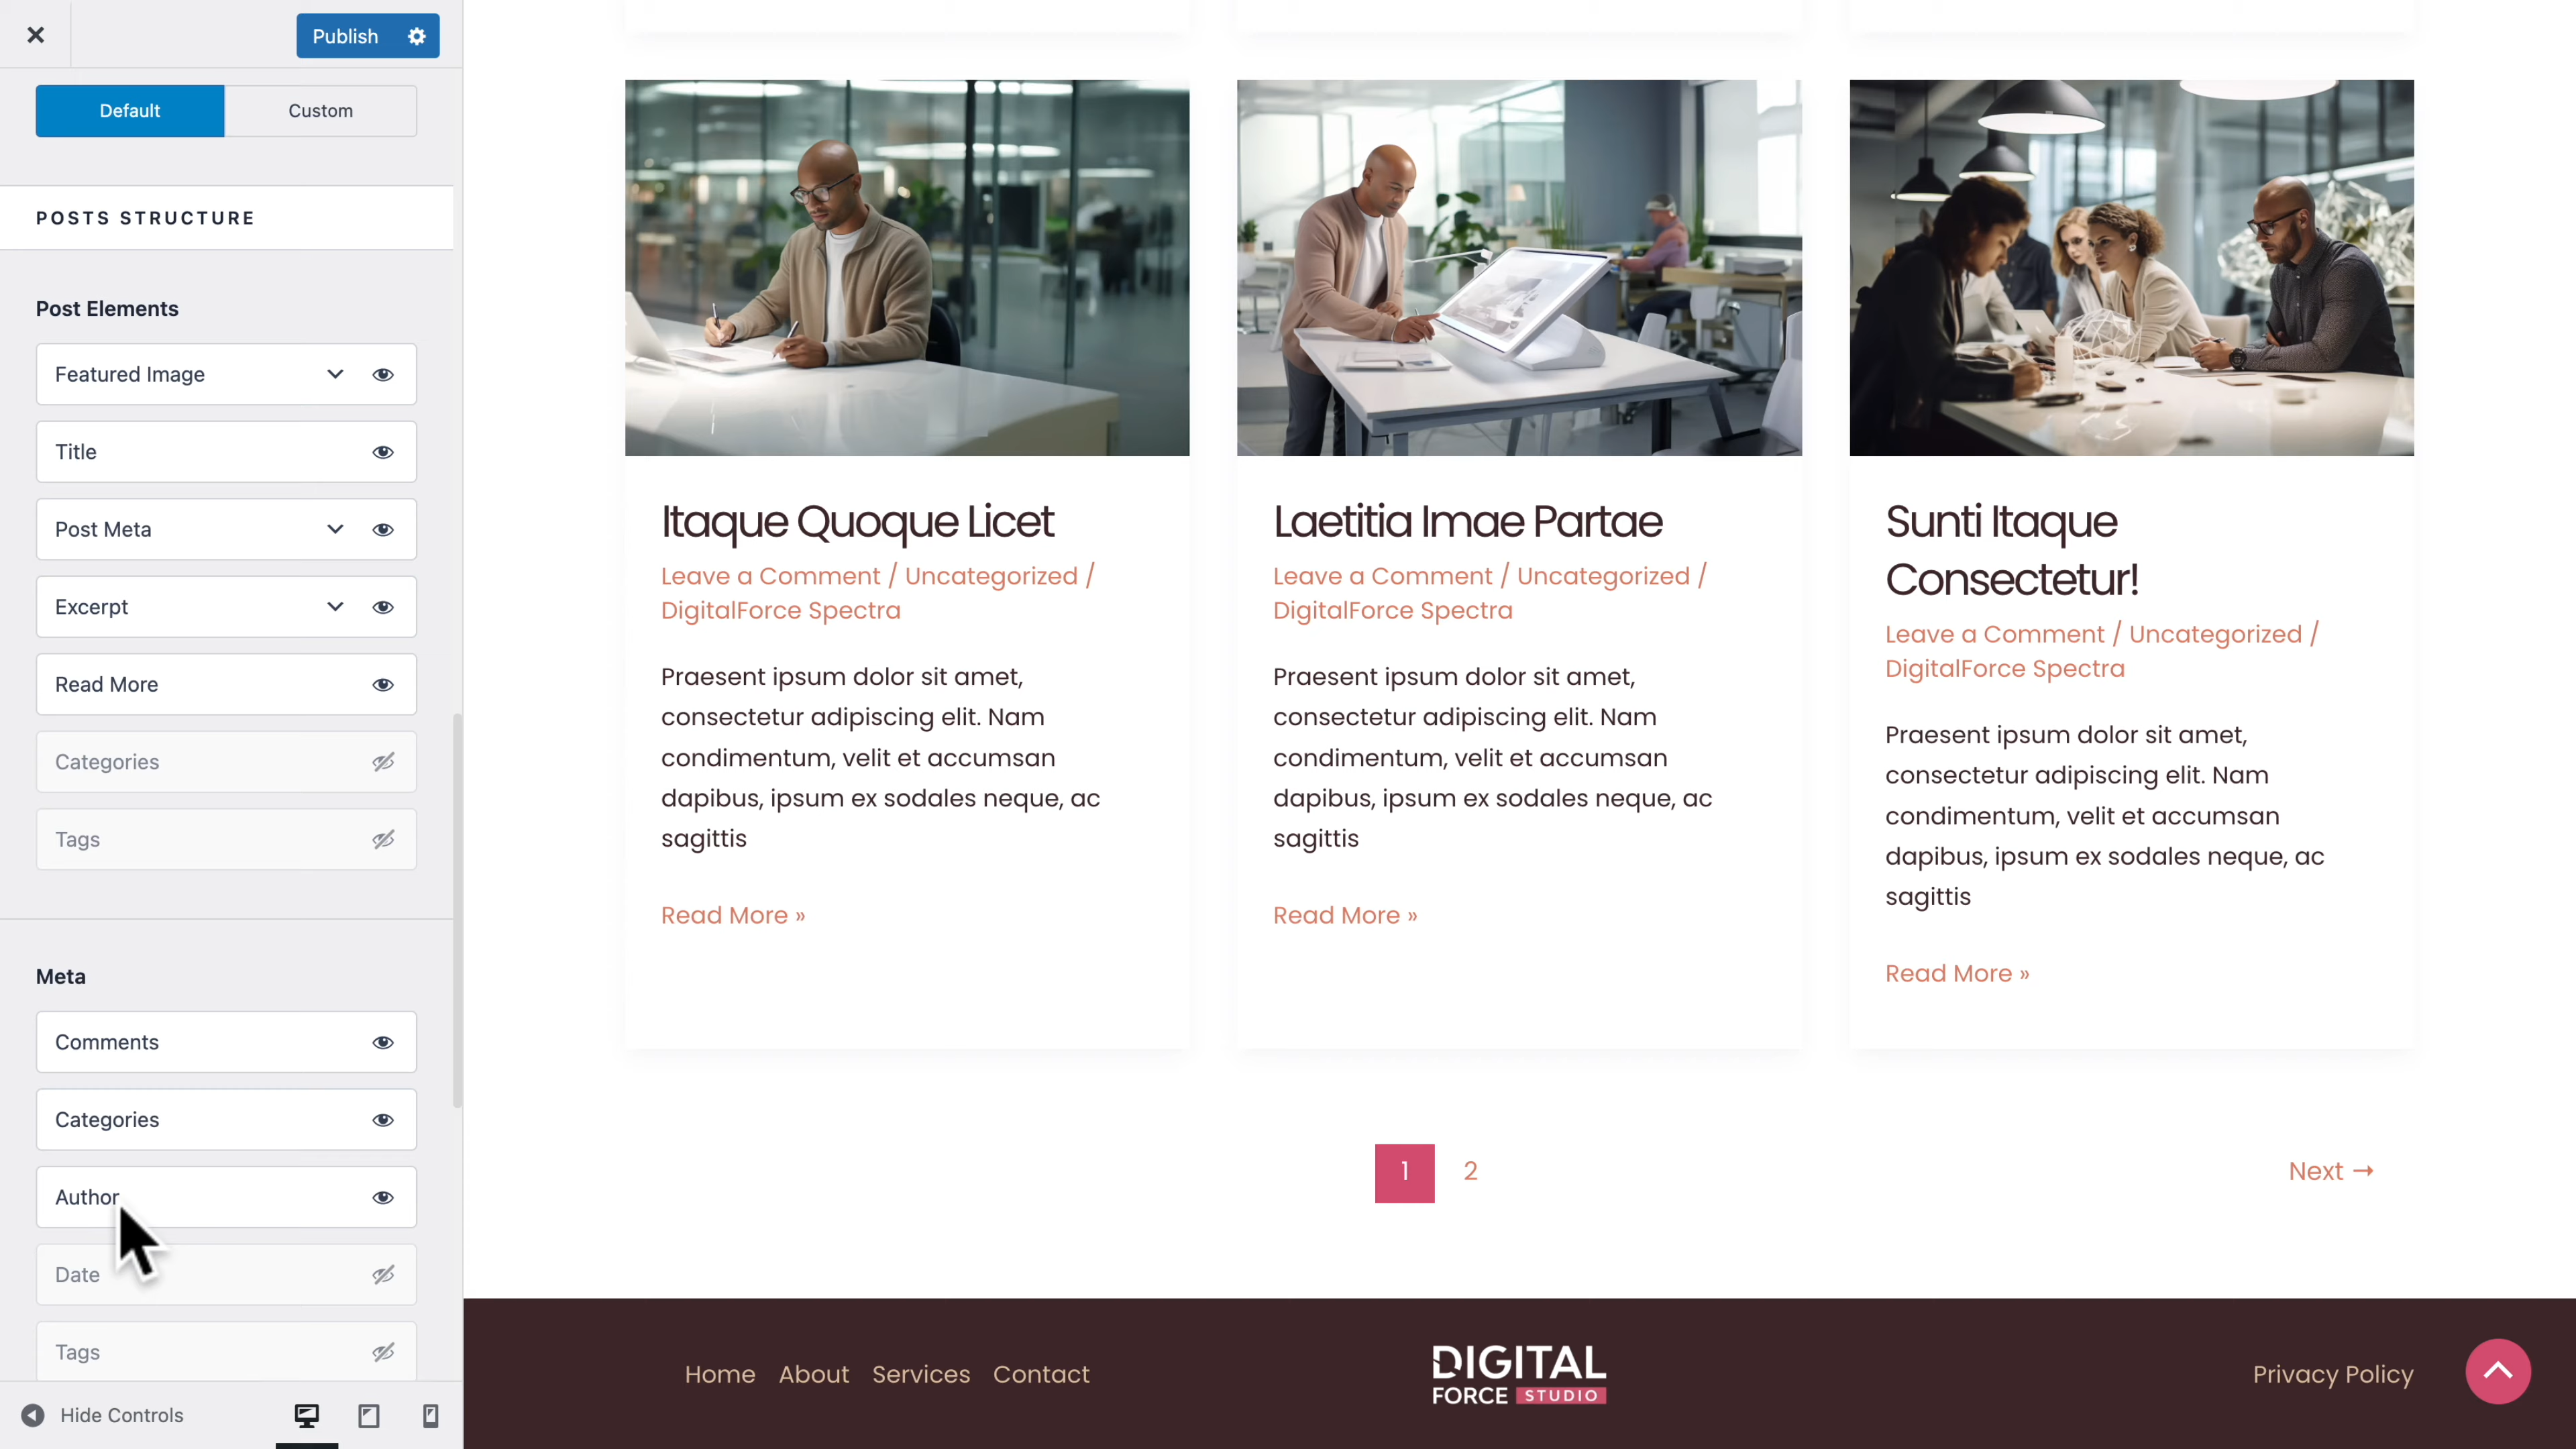 Publish
Default
Custom
POSTS STRUCTURE
Post Elements
Featured Image
Title
Post Meta
Excerpt
Read More
Categories
Tags
Meta
Comments
Categories
Author
Date
Tags
Hide Controls
Itaque Quoque Licet
Leave a Comment / Uncategorized /
DigitalForce Spectra
Praesent ipsum dolor sit amet,
consectetur adipiscing elit. Nam
condimentum, velit et accumsan
dapibus, ipsum ex sodales neque, ac
sagittis
Read More »
Laetitia Imae Partae
Leave a Comment / Uncategorized /
DigitalForce Spectra
Praesent ipsum dolor sit amet,
consectetur adipiscing elit. Nam
condimentum, velit et accumsan
dapibus, ipsum ex sodales neque, ac
sagittis
Read More »
Sunti Itaque
Consectetur!
Leave a Comment / Uncategorized /
DigitalForce Spectra
Praesent ipsum dolor sit amet,
consectetur adipiscing elit. Nam
condimentum, velit et accumsan
dapibus, ipsum ex sodales neque, ac
sagittis
Read More »
1 2
Next →
Home About Services Contact
DIGITAL
FORCE STUDIO
Privacy Policy